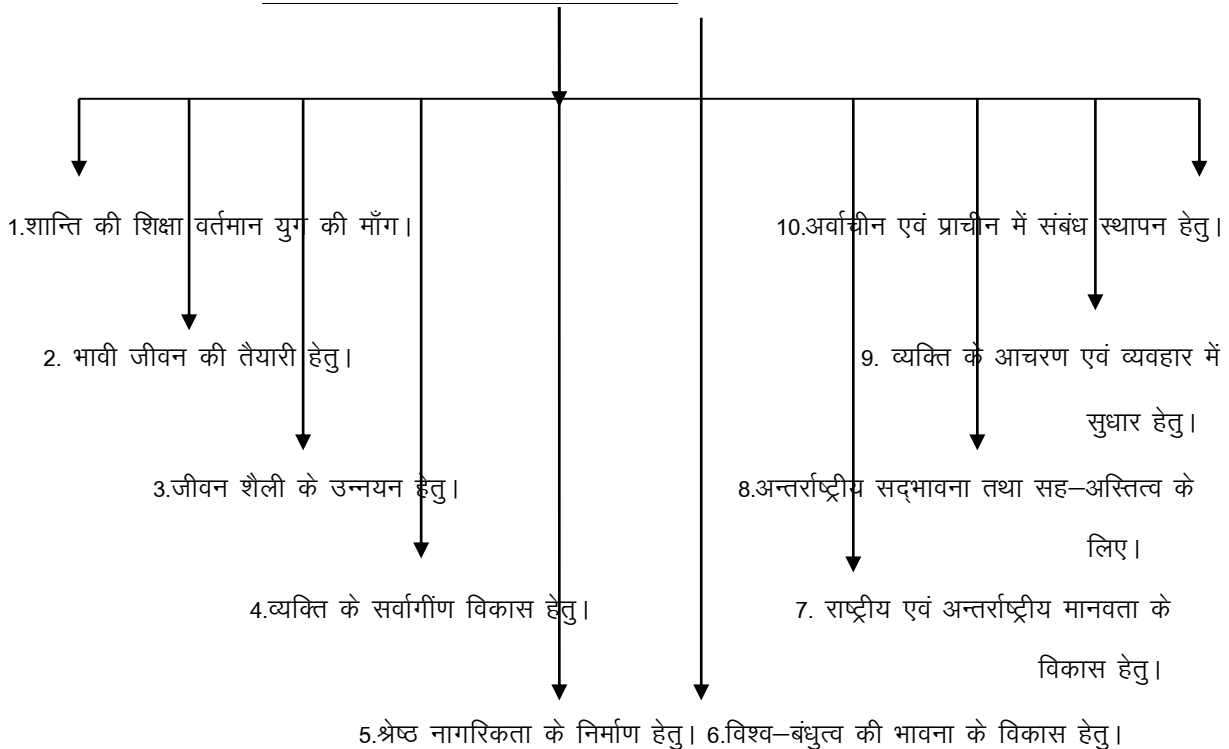 1.शान्ति की शिक्षा वर्तमान युग की माँग।
10.अर्वाचीन एवं प्राचीन में संबंध स्थापन हेतु।
2. भावी जीवन की तैयारी हेतु।
9. व्यक्ति के आचरण एवं व्यवहार में
सुधार हेतु।
3.जीवन शैली के उन्नयन हेतु।
8.अन्तर्राष्ट्रीय सद्भावना तथा सह–अस्तित्व के
लिए।
4.व्यक्ति के सर्वागींण विकास हेतु।
7. राष्ट्रीय एवं अन्तर्राष्ट्रीय मानवता के
विकास हेतु।
5.श्रेष्ठ नागरिकता के निर्माण हेतु। 6.विश्व–बंधुत्व की भावना के विकास हेतु।